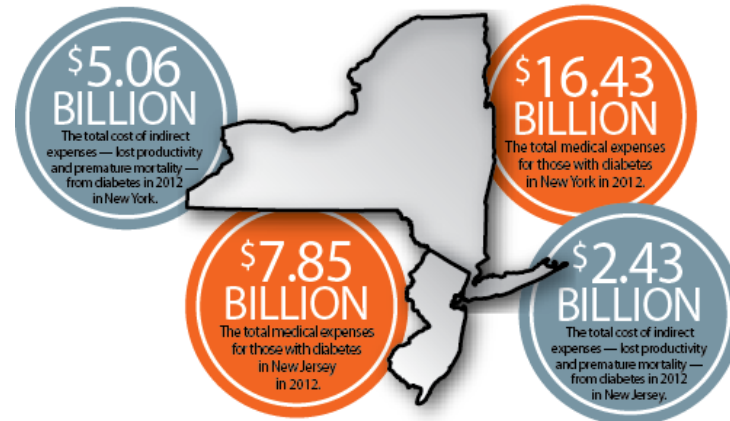 $5.06
BILLION
The total cost of indirect
expenses — lost productivity
and premature mortality —
from diabetes in 2012
in New York.
$16.43
BILLION
The total medical expenses
for those with diabetes
in New York in 2012.
$7.85
BILLION
The total medical expenses
for those with diabetes
in New Jersey
in 2012.
$2.43
BILLION
The total cost of indirect
expenses — lost productivity
and premature mortality —
from diabetes in 2012
in New Jersey.